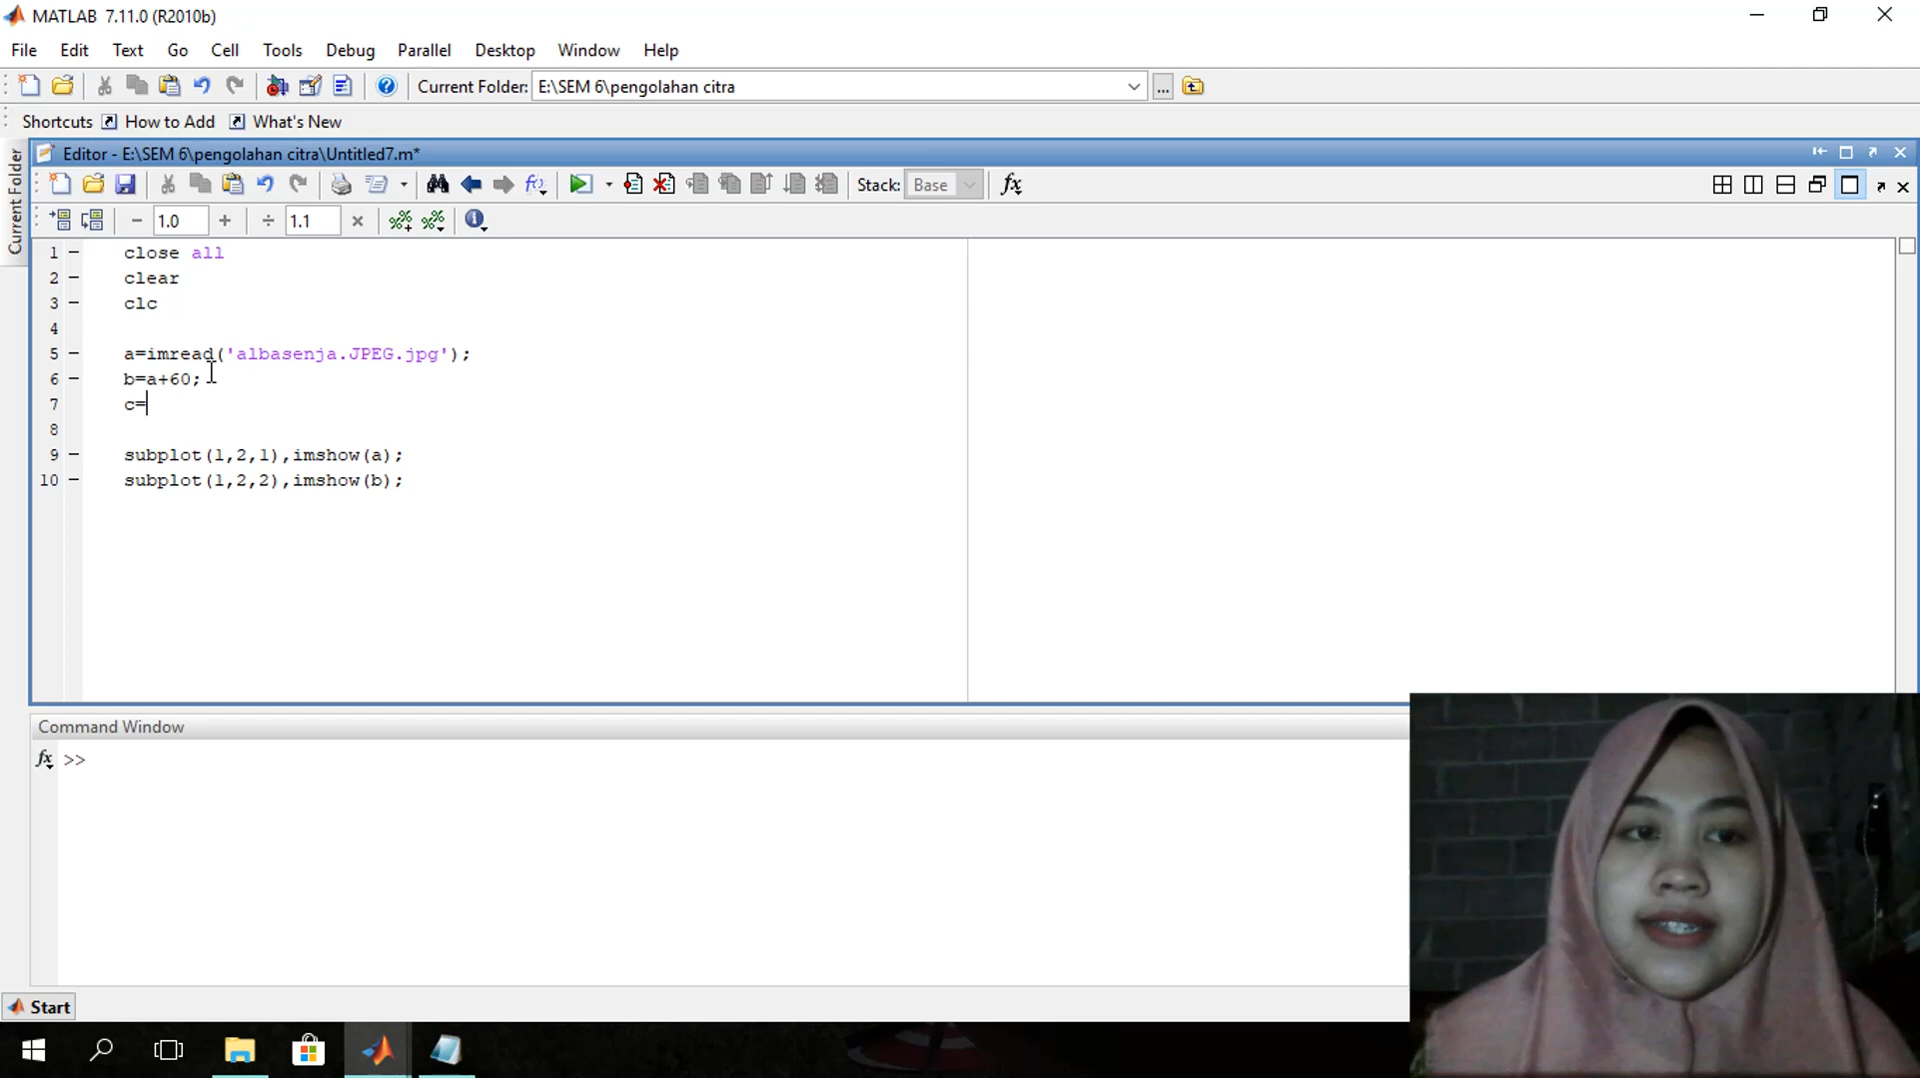 MATLAB 7.11.0 (R2010b)
File Edit Text Go Cell Tools Debug Parallel Desktop Window Help
Current Folder: E:\SEM 6\pengolahan citra ...
Shortcuts How to Add What's New
Current Folder
Editor - E:\SEM 6\pengolahan citra\Untitled7.m*
Stack: Base fx
1.0 1.1
1 close all
2 clear
3 clc
4
5 a=imread('albasenja.JPEG.jpg');
6 b=a+60;
7 c=
8
9 subplot(1,2,1),imshow(a);
10 subplot(1,2,2),imshow(b);
Command Window
fx >>
Start